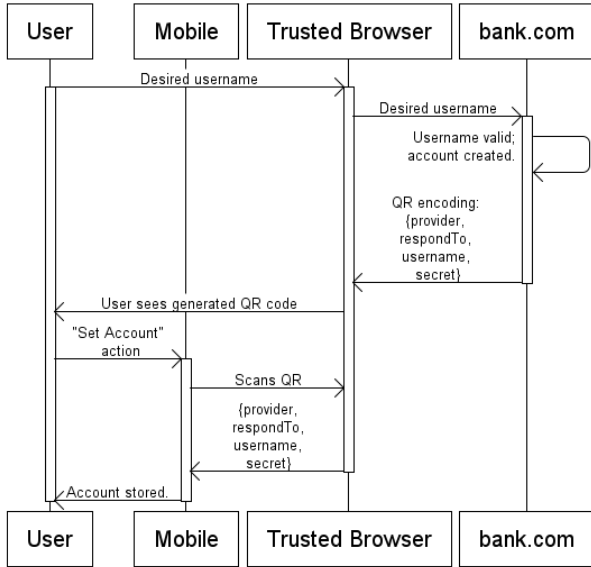 User
Mobile
Trusted Browser
bank.com
Desired username
Desired username
Username valid;
account created.
QR encoding:
{provider,
respondTo,
username,
secret}
User sees generated QR code
"Set Account"
action
Scans QR
{provider,
respondTo,
username,
secret}
Account stored.
User
Mobile
Trusted Browser
bank.com